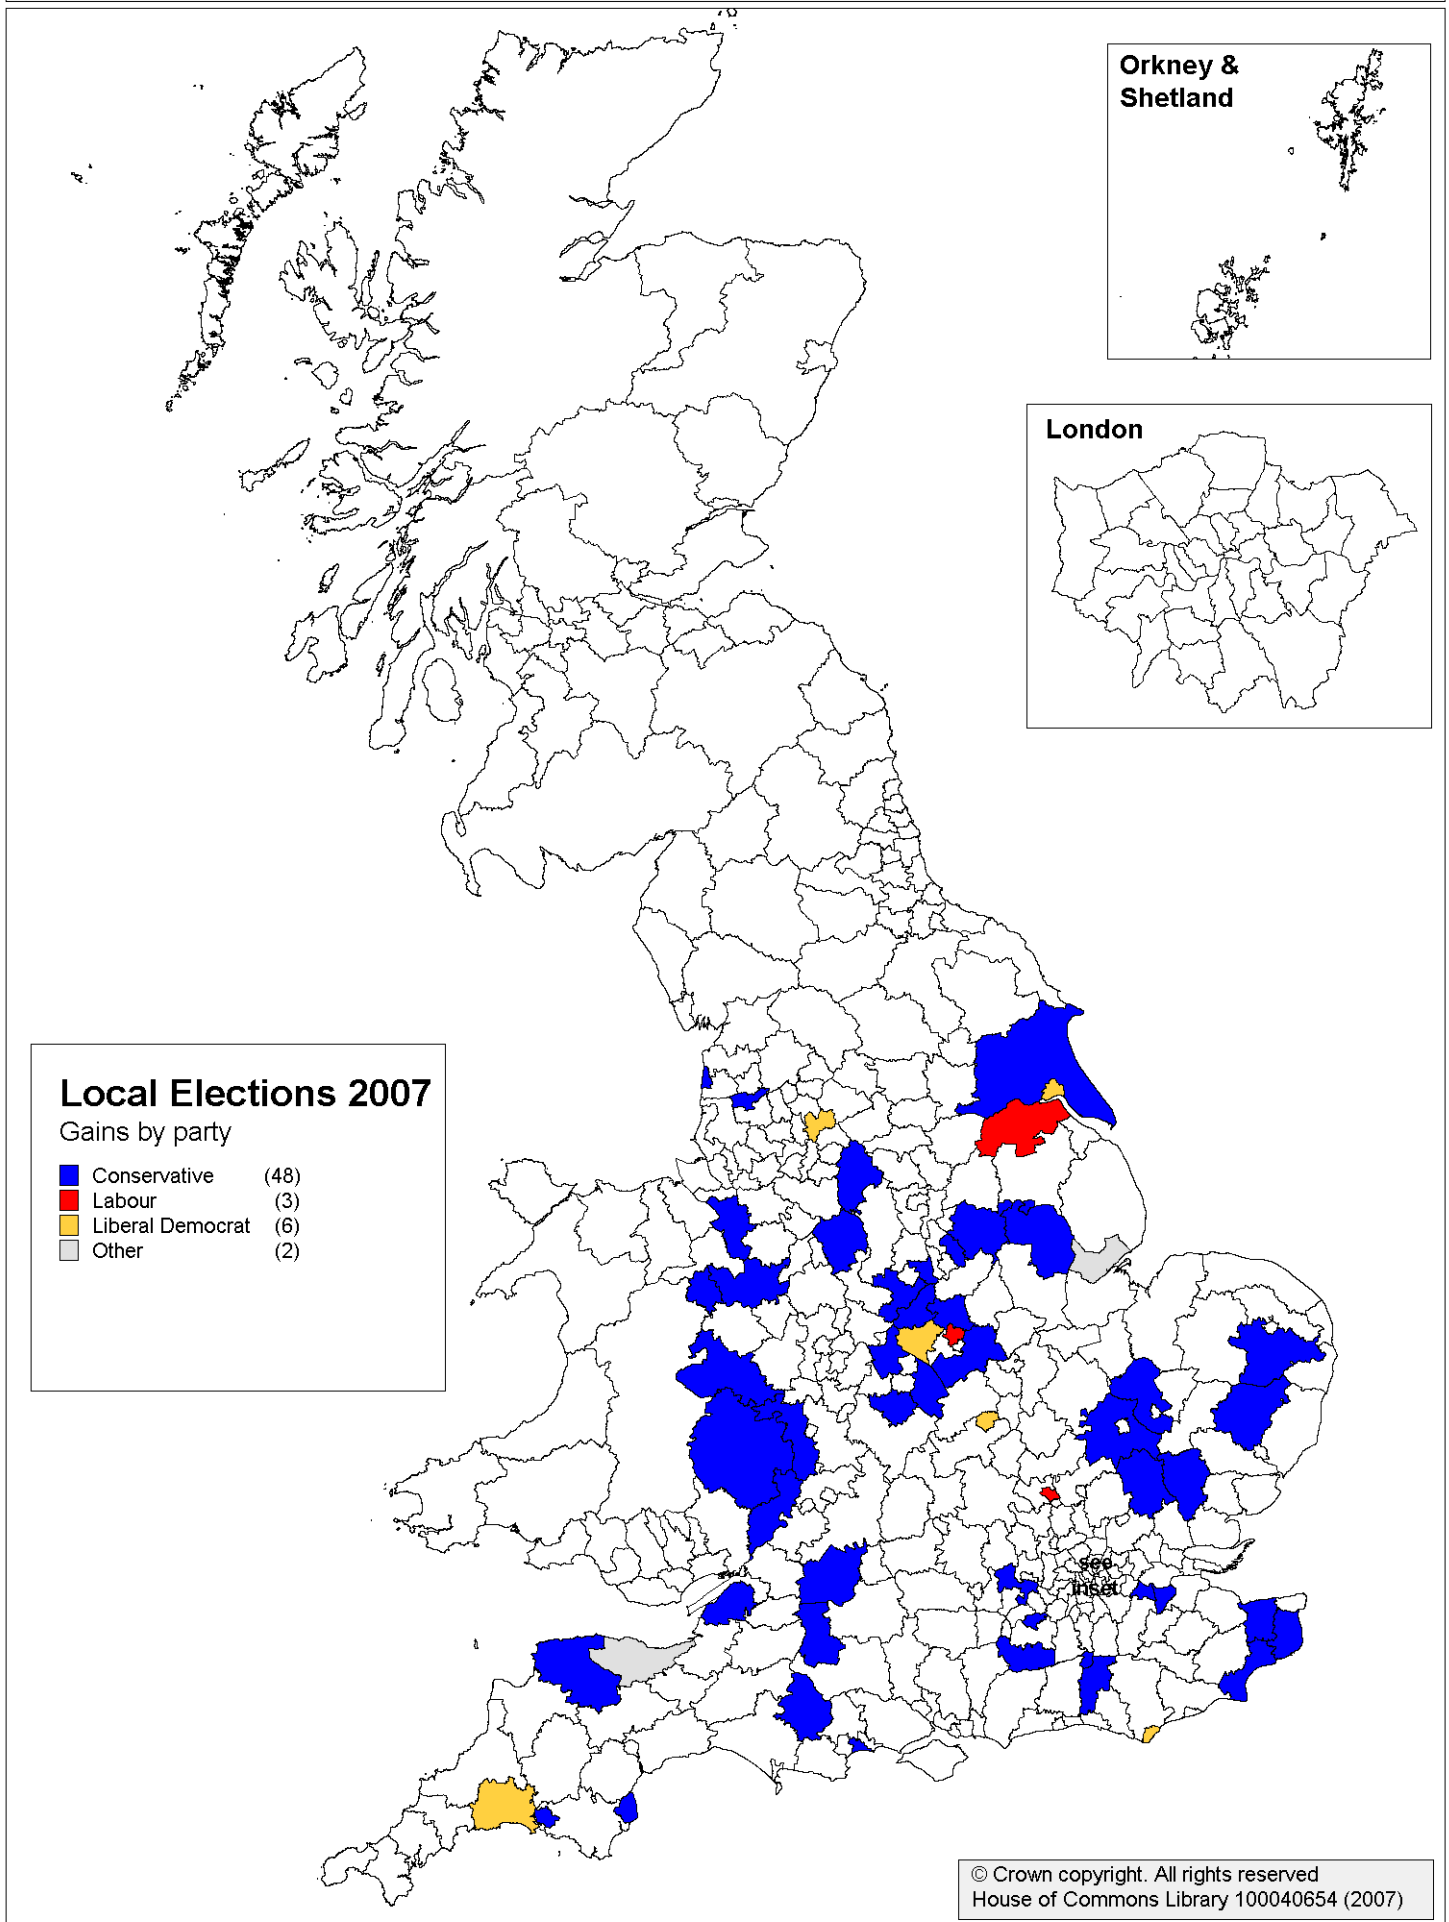 Orkney &
Shetland
London
Local Elections 2007
Gains by party
Conservative (48)
Labour (3)
Liberal Democrat (6)
Other (2)
see
inset
© Crown copyright. All rights reserved
House of Commons Library 100040654 (2007)